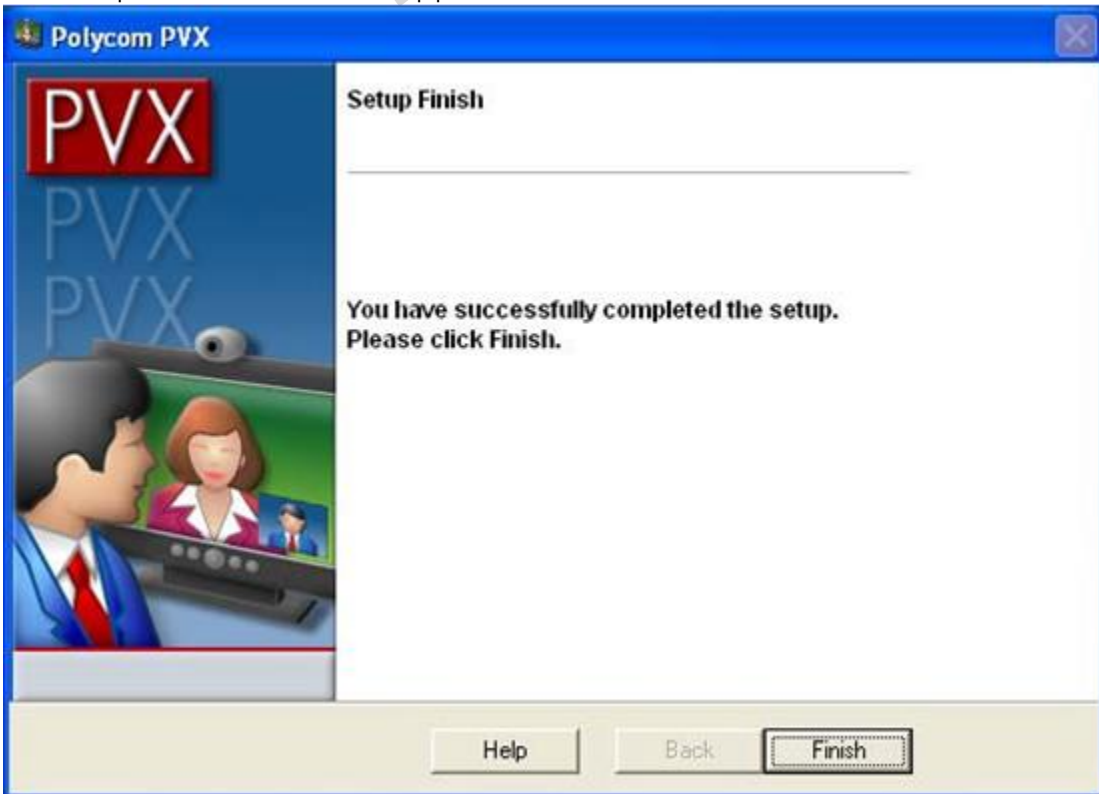 Polycom PVX
PVX
PVX
PVX
Setup Finish
You have successfully completed the setup.
Please click Finish.
Help
Back
Finish